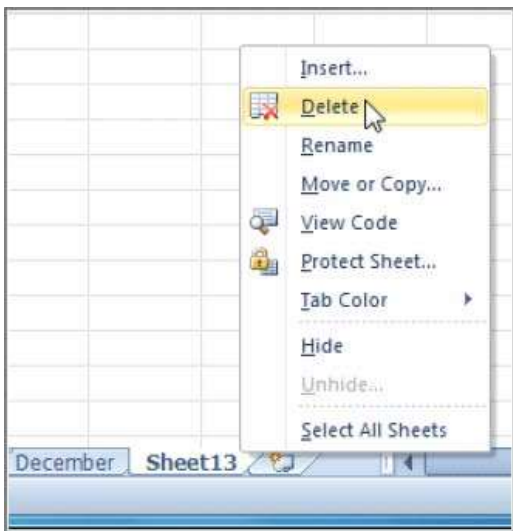 Insert...
Delete
Rename
Move or Copy...
View Code
Protect Sheet...
Tab Color
Hide
Unhide...
Select All Sheets
December Sheet13